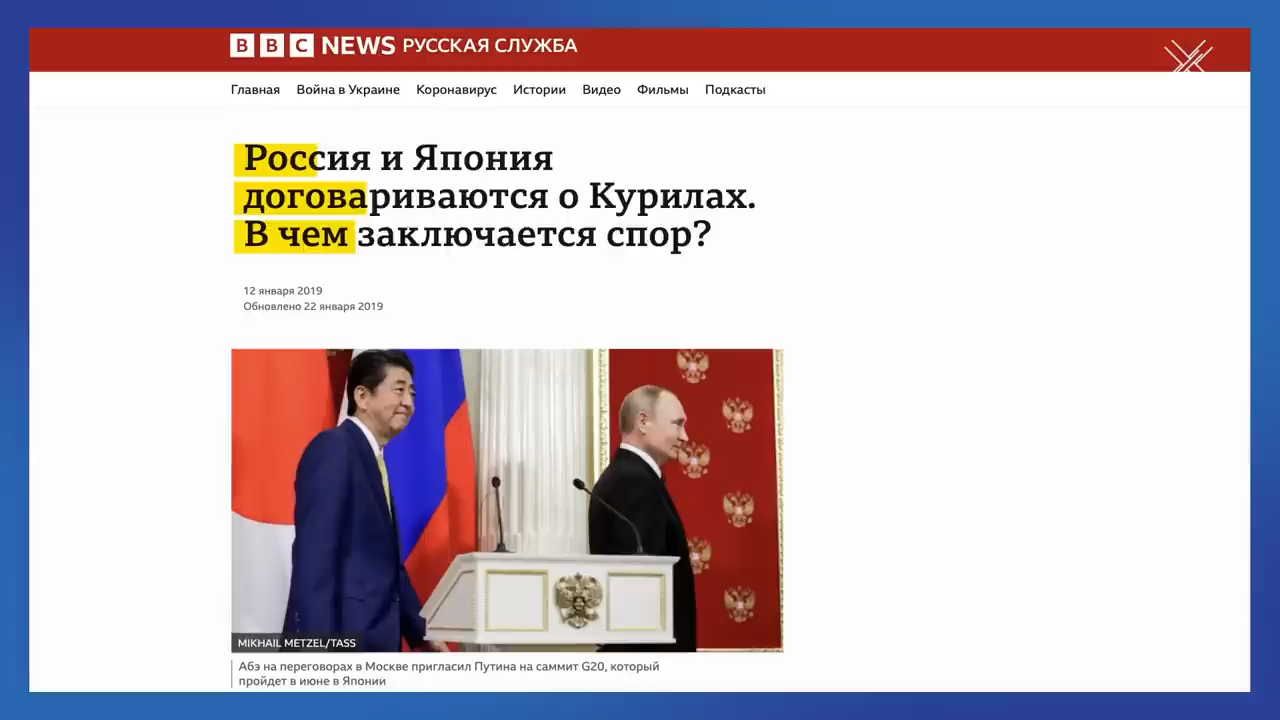 BBC NEWS РУССКАЯ СЛУЖБА
Главная Война в Украине Коронавирус Истории Видео Фильмы Подкасты
Россия и Япония
договариваются о Курилах.
В чем заключается спор?
12 января 2019
Обновлено 22 января 2019
MIKHAIL METZEL/TASS
Абэ на переговорах в Москве пригласил Путина на саммит G20, который
пройдет в июне в Японии